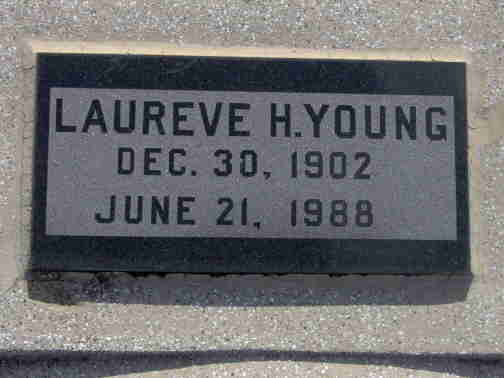 LAUREVE H. YOUNG
DEC. 30, 1902
JUNE 21, 1988